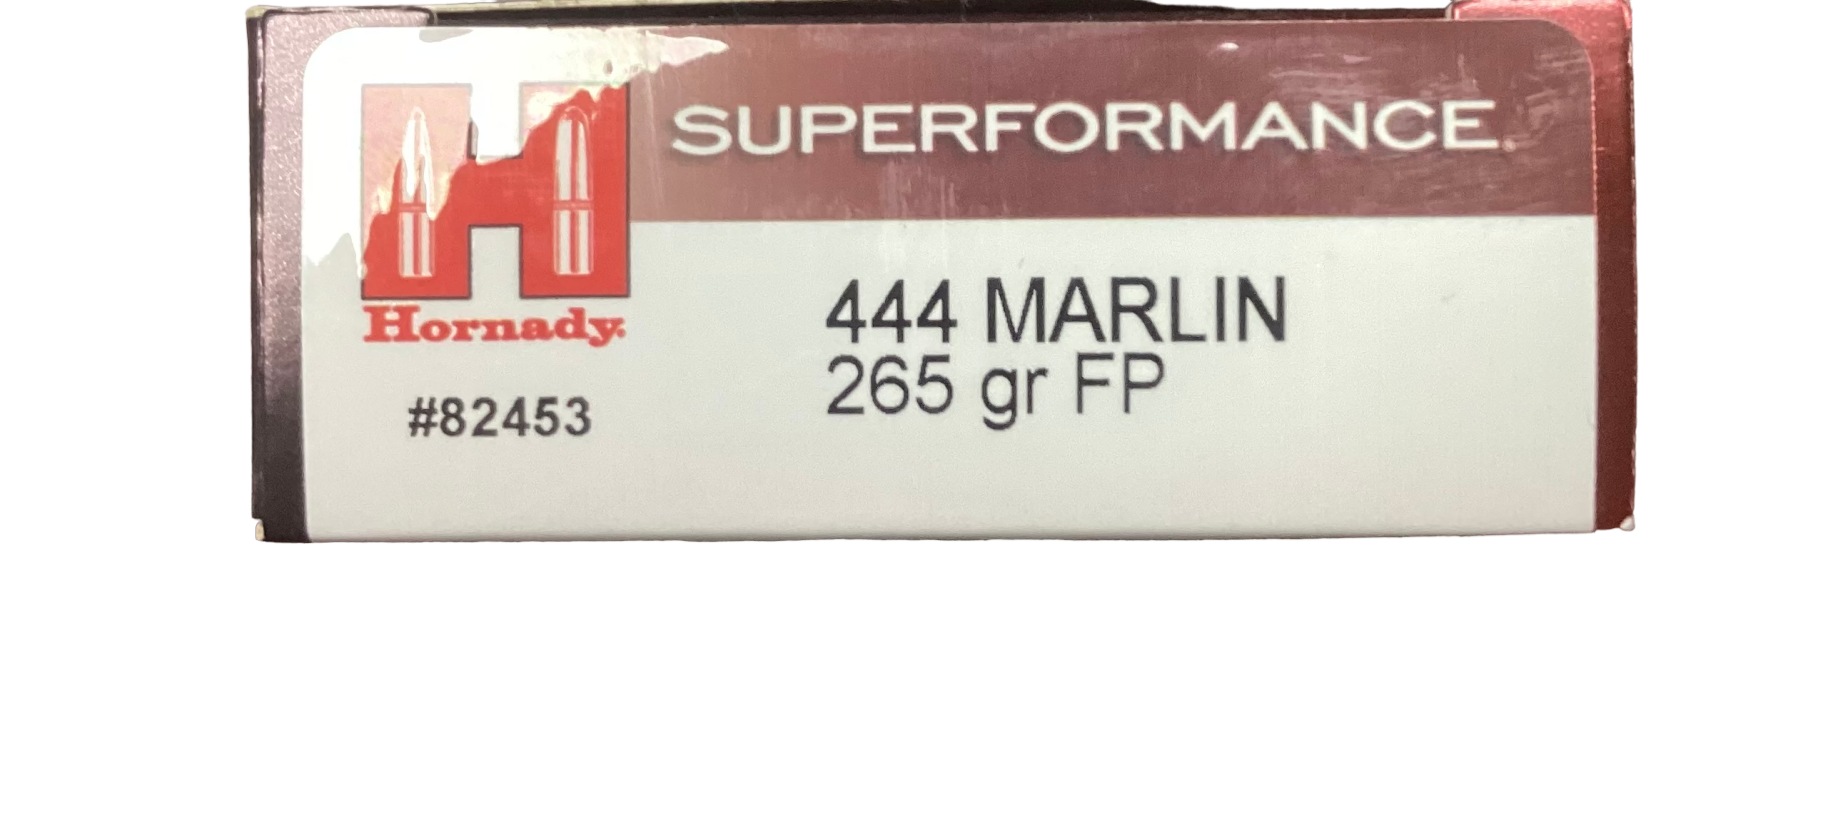 SUPERFORMANCE
Hornady
#82453
444 MARLIN
265 gr FP